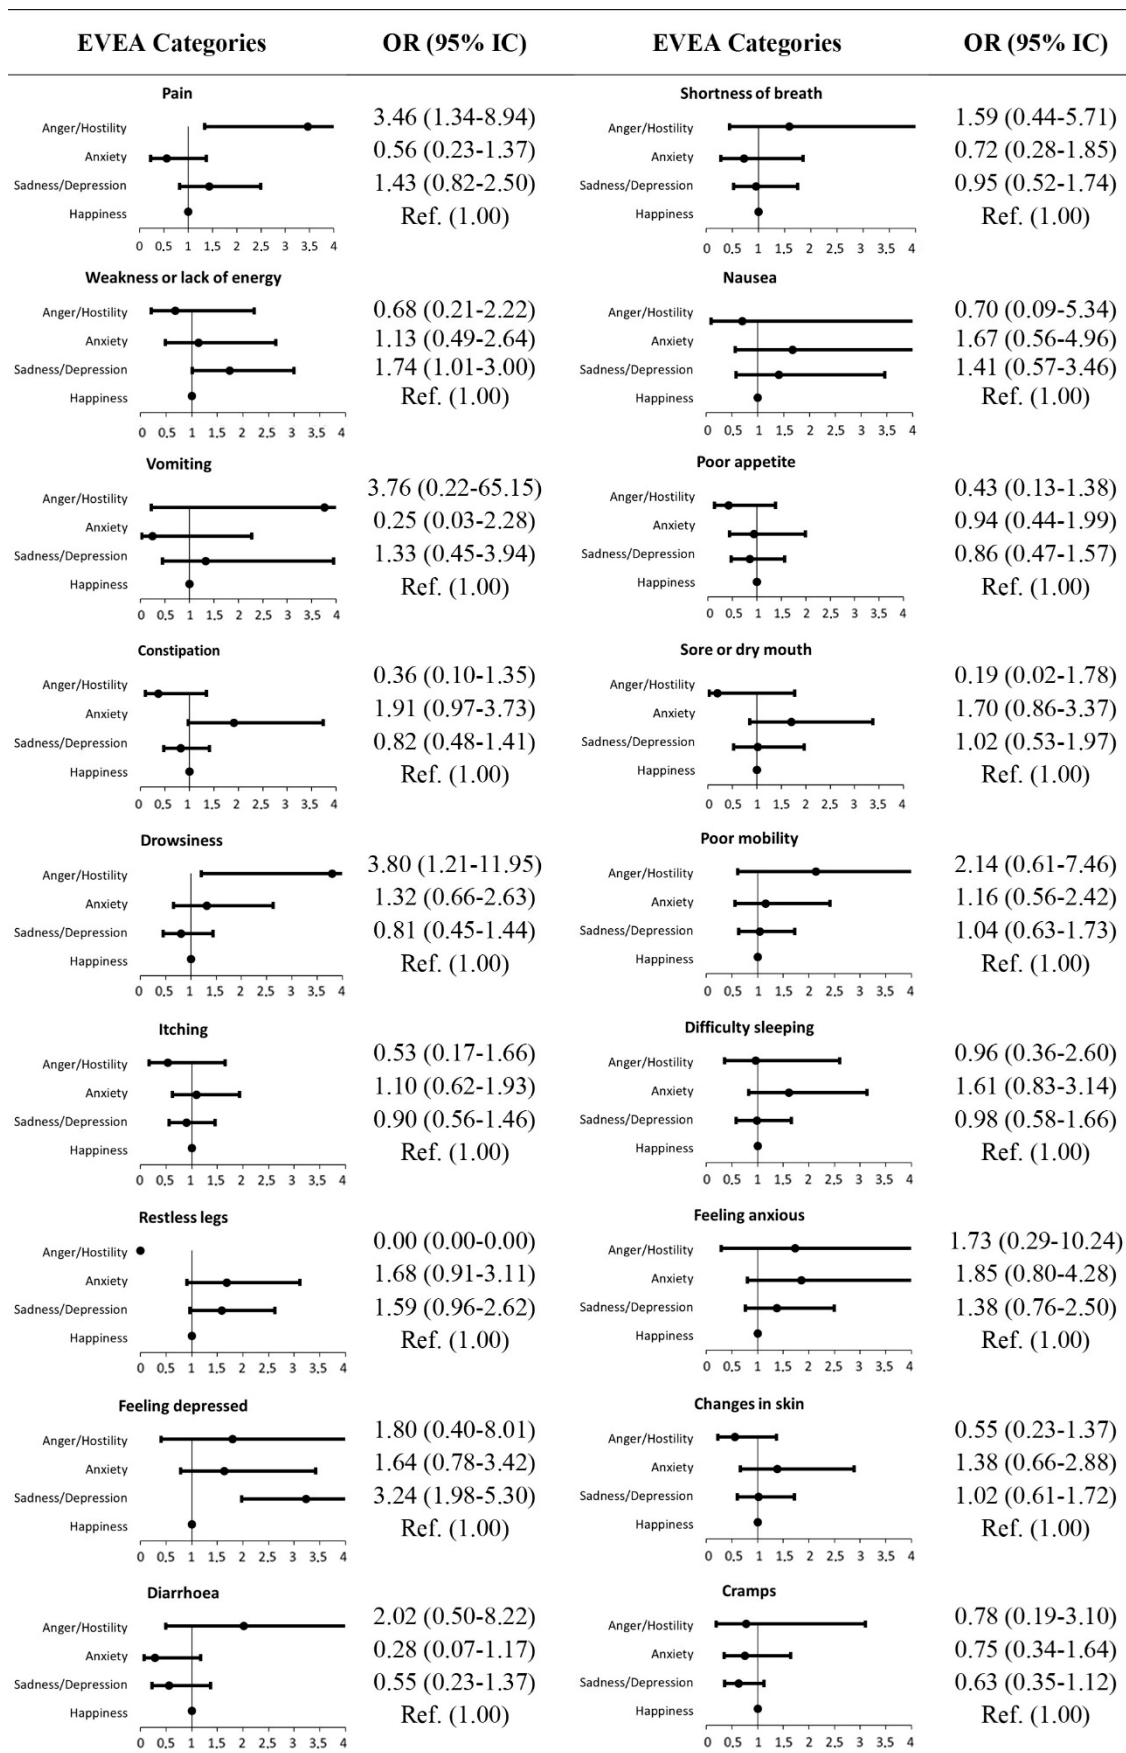 EVEA Categories OR (95% IC) EVEA Categories OR (95% IC)
Pain
Anger/Hostility 3.46 (1.34-8.94)
Anxiety 0.56 (0.23-1.37)
Sadness/Depression 1.43 (0.82-2.50)
Happiness Ref. (1.00)
0 0,5 1 1,5 2 2,5 3 3,5 4
Shortness of breath
Anger/Hostility 1.59 (0.44-5.71)
Anxiety 0.72 (0.28-1.85)
Sadness/Depression 0.95 (0.52-1.74)
Happiness Ref. (1.00)
0 0,5 1 1,5 2 2,5 3 3,5 4
Weakness or lack of energy
Anger/Hostility 0.68 (0.21-2.22)
Anxiety 1.13 (0.49-2.64)
Sadness/Depression 1.74 (1.01-3.00)
Happiness Ref. (1.00)
0 0,5 1 1,5 2 2,5 3 3,5 4
Nausea
Anger/Hostility 0.70 (0.09-5.34)
Anxiety 1.67 (0.56-4.96)
Sadness/Depression 1.41 (0.57-3.46)
Happiness Ref. (1.00)
0 0,5 1 1,5 2 2,5 3 3,5 4
Vomiting
Anger/Hostility 3.76 (0.22-65.15)
Anxiety 0.25 (0.03-2.28)
Sadness/Depression 1.33 (0.45-3.94)
Happiness Ref. (1.00)
0 0,5 1 1,5 2 2,5 3 3,5 4
Poor appetite
Anger/Hostility 0.43 (0.13-1.38)
Anxiety 0.94 (0.44-1.99)
Sadness/Depression 0.86 (0.47-1.57)
Happiness Ref. (1.00)
0 0,5 1 1,5 2 2,5 3 3,5 4
Constipation
Anger/Hostility 0.36 (0.10-1.35)
Anxiety 1.91 (0.97-3.73)
Sadness/Depression 0.82 (0.48-1.41)
Happiness Ref. (1.00)
0 0,5 1 1,5 2 2,5 3 3,5 4
Sore or dry mouth
Anger/Hostility 0.19 (0.02-1.78)
Anxiety 1.70 (0.86-3.37)
Sadness/Depression 1.02 (0.53-1.97)
Happiness Ref. (1.00)
0 0,5 1 1,5 2 2,5 3 3,5 4
Drowsiness
Anger/Hostility 3.80 (1.21-11.95)
Anxiety 1.32 (0.66-2.63)
Sadness/Depression 0.81 (0.45-1.44)
Happiness Ref. (1.00)
0 0,5 1 1,5 2 2,5 3 3,5 4
Poor mobility
Anger/Hostility 2.14 (0.61-7.46)
Anxiety 1.16 (0.56-2.42)
Sadness/Depression 1.04 (0.63-1.73)
Happiness Ref. (1.00)
0 0,5 1 1,5 2 2,5 3 3,5 4
Itching
Anger/Hostility 0.53 (0.17-1.66)
Anxiety 1.10 (0.62-1.93)
Sadness/Depression 0.90 (0.56-1.46)
Happiness Ref. (1.00)
0 0,5 1 1,5 2 2,5 3 3,5 4
Difficulty sleeping
Anger/Hostility 0.96 (0.36-2.60)
Anxiety 1.61 (0.83-3.14)
Sadness/Depression 0.98 (0.58-1.66)
Happiness Ref. (1.00)
0 0,5 1 1,5 2 2,5 3 3,5 4
Restless legs
Anger/Hostility 0.00 (0.00-0.00)
Anxiety 1.68 (0.91-3.11)
Sadness/Depression 1.59 (0.96-2.62)
Happiness Ref. (1.00)
0 0,5 1 1,5 2 2,5 3 3,5 4
Feeling anxious
Anger/Hostility 1.73 (0.29-10.24)
Anxiety 1.85 (0.80-4.28)
Sadness/Depression 1.38 (0.76-2.50)
Happiness Ref. (1.00)
0 0,5 1 1,5 2 2,5 3 3,5 4
Feeling depressed
Anger/Hostility 1.80 (0.40-8.01)
Anxiety 1.64 (0.78-3.42)
Sadness/Depression 3.24 (1.98-5.30)
Happiness Ref. (1.00)
0 0,5 1 1,5 2 2,5 3 3,5 4
Changes in skin
Anger/Hostility 0.55 (0.23-1.37)
Anxiety 1.38 (0.66-2.88)
Sadness/Depression 1.02 (0.61-1.72)
Happiness Ref. (1.00)
0 0,5 1 1,5 2 2,5 3 3,5 4
Diarrhoea
Anger/Hostility 2.02 (0.50-8.22)
Anxiety 0.28 (0.07-1.17)
Sadness/Depression 0.55 (0.23-1.37)
Happiness Ref. (1.00)
0 0,5 1 1,5 2 2,5 3 3,5 4
Cramps
Anger/Hostility 0.78 (0.19-3.10)
Anxiety 0.75 (0.34-1.64)
Sadness/Depression 0.63 (0.35-1.12)
Happiness Ref. (1.00)
0 0,5 1 1,5 2 2,5 3 3,5 4